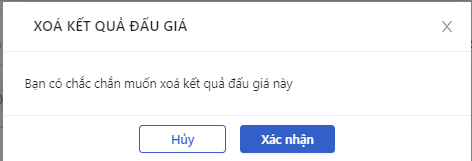 XOÁ KẾT QUẢ ĐẤU GIÁ
Bạn có chắc chắn muốn xoá kết quả đấu giá này
Hủy
Xác nhận